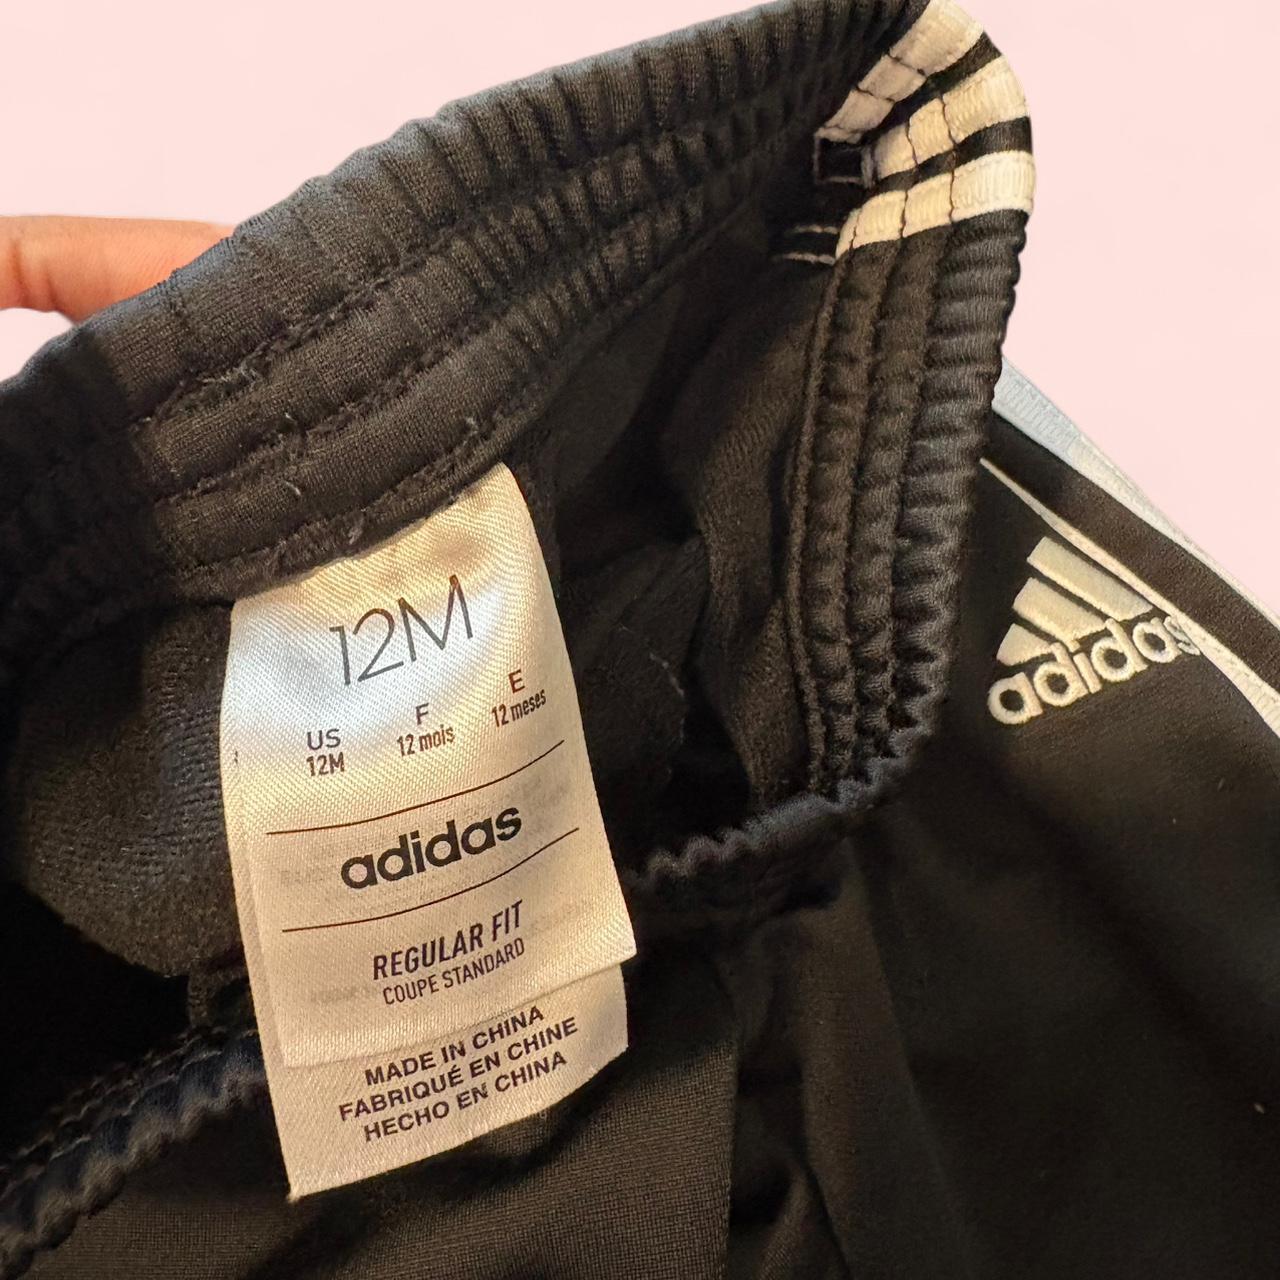 12M
US F E
12M 12 mois 12 meses
adidas
REGULAR FIT
COUPE STANDARD
MADE IN CHINA
FABRIQUÉ EN CHINE
HECHO EN CHINA
adidas